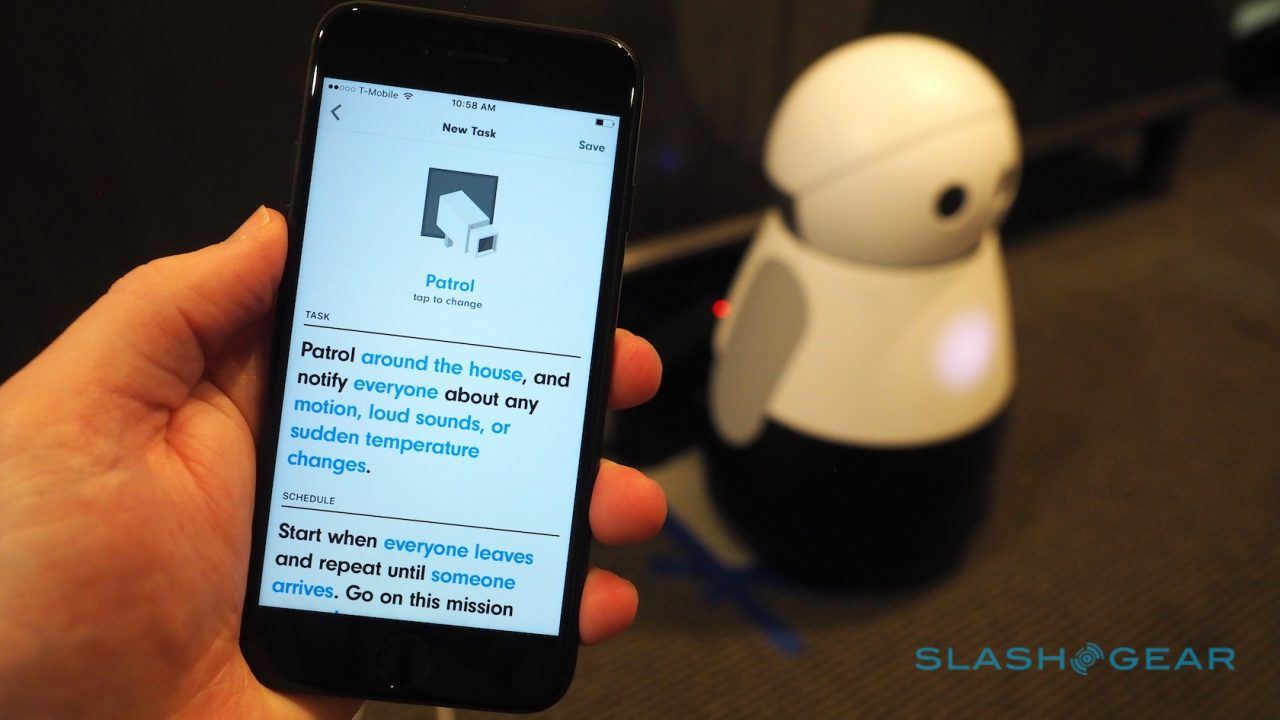 T-Mobile
10:58 AM
New Task
Save
Patrol
tap to change
TASK
Patrol around the house, and
notify everyone about any
motion, loud sounds, or
sudden temperature
changes.
SCHEDULE
Start when everyone leaves
and repeat until someone
arrives. Go on this mission
SLASHGEAR